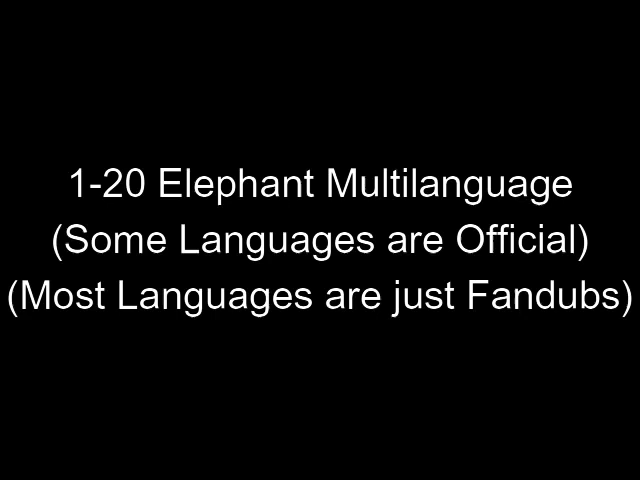 1-20 Elephant Multilanguage
(Some Languages are Official)
(Most Languages are just Fandubs)